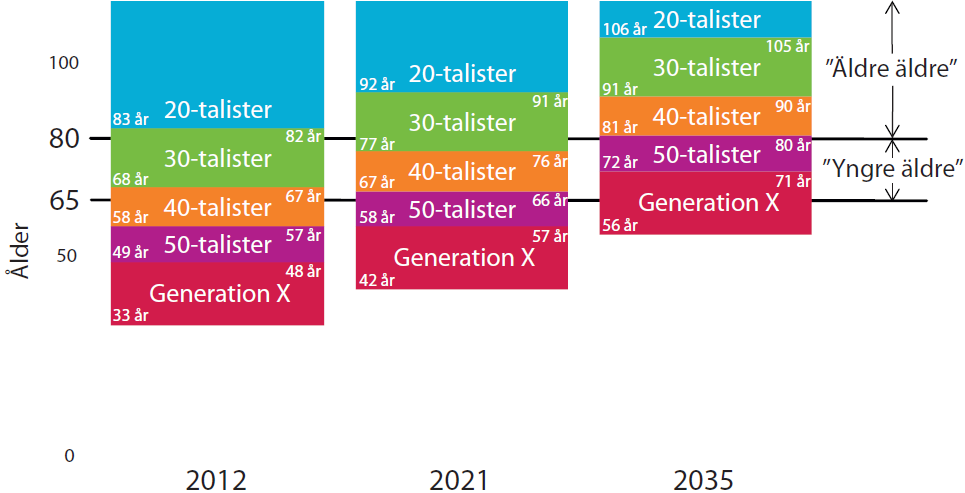 100
80
65
50
0
Ålder
20-talister
83 år
82 år
30-talister
68 år
67 år
40-talister
58 år
57 år
50-talister
49 år
48 år
Generation X
33 år
2012
20-talister
92 år
91 år
30-talister
77 år
76 år
40-talister
67 år
66 år
50-talister
58 år
57 år
Generation X
42 år
2021
20-talister
106 år
105 år
30-talister
91 år
90 år
40-talister
81 år
80 år
50-talister
72 år
71 år
Generation X
56 år
2035
”Äldre äldre”
”Yngre äldre”